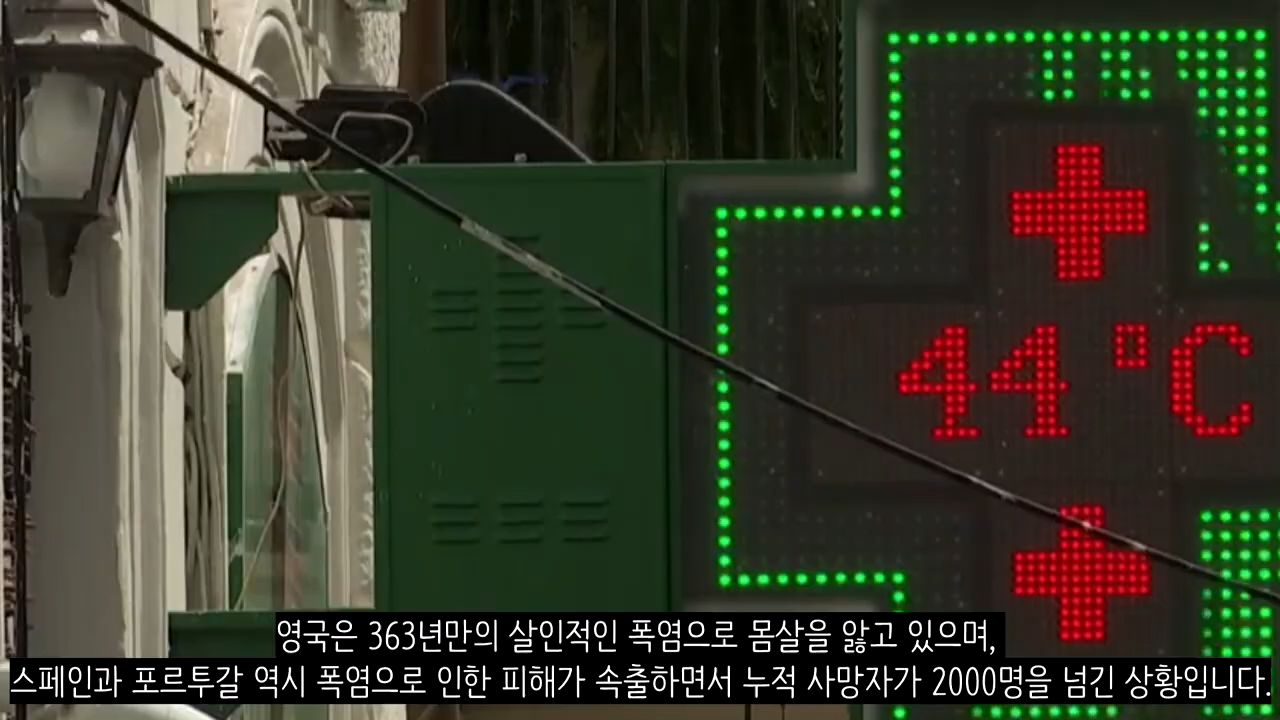 44°C
영국은 363년만의 살인적인 폭염으로 몸살을 앓고 있으며,
스페인과 포르투갈 역시 폭염으로 인한 피해가 속출하면서 누적 사망자가 2000명을 넘긴 상황입니다.